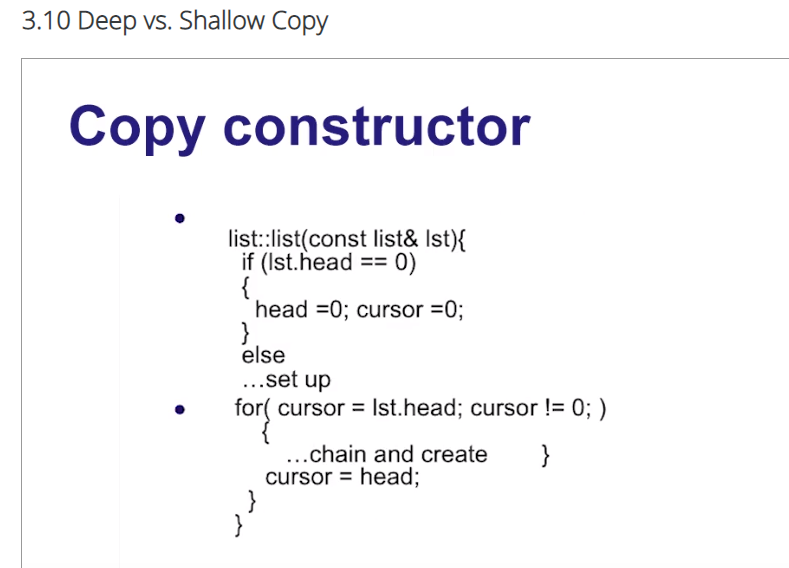 3.10 Deep vs. Shallow Copy
Copy constructor
•
list::list(const list& lst){
if (lst.head == 0)
{
head =0; cursor =0;
}
else
…set up
• for( cursor = lst.head; cursor != 0; )
{
…chain and create }
cursor = head;
}
}